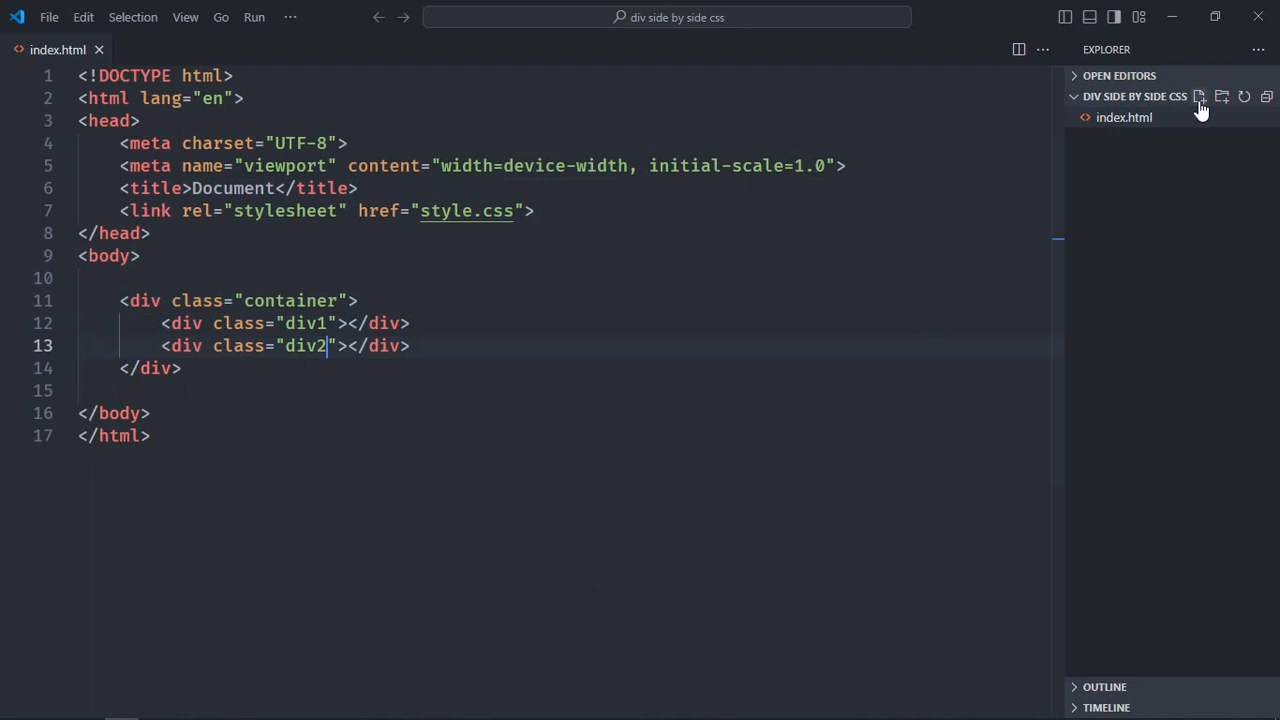 File Edit Selection View Go Run ···
div side by side css
index.html
EXPLORER
OPEN EDITORS
DIV SIDE BY SIDE CSS
index.html
1 <!DOCTYPE html>
2 <html lang="en">
3 <head>
4 <meta charset="UTF-8">
5 <meta name="viewport" content="width=device-width, initial-scale=1.0">
6 <title>Document</title>
7 <link rel="stylesheet" href="style.css">
8 </head>
9 <body>
10
11 <div class="container">
12 <div class="div1"></div>
13 <div class="div2"></div>
14 </div>
15
16 </body>
17 </html>
OUTLINE
TIMELINE